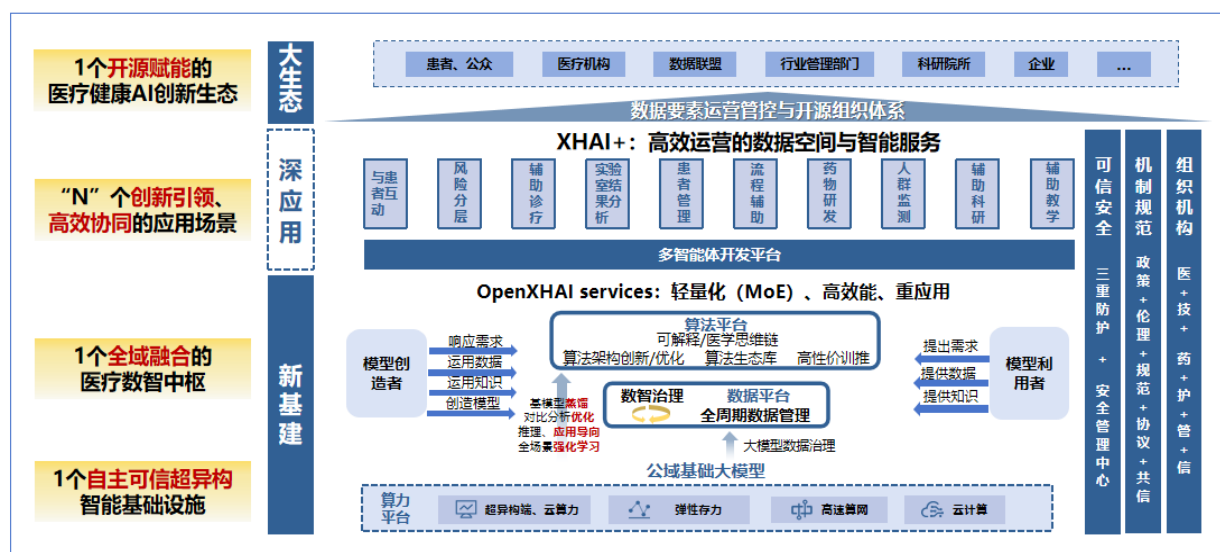 1个开源赋能的
医疗健康AI创新生态
“N”个创新引领、
高效协同的应用场景
1个全域融合的
医疗数智中枢
1个自主可信超异构
智能基础设施
大生态
深应用
新基建
患者、公众
医疗机构
数据联盟
行业管理部门
科研院所
企业
...
数据要素运营管控与开源组织体系
XHAI+：高效运营的数据空间与智能服务
与患者互动
风险分层
辅助诊疗
实验室结果分析
患者管理
流程辅助
药物研发
人群监测
辅助科研
辅助教学
多智能体开发平台
OpenXHAI services：轻量化（MoE）、高效能、重应用
模型创
造者
响应需求
运用数据
运用知识
创造模型
算法平台
可解释/医学思维链
算法架构创新/优化
算法生态库
高性价训推
基模型蒸馏
对比分析优化
推理、应用导向
全场景强化学习
数智治理
数据平台
全周期数据管理
大模型数据治理
提出需求
提供数据
提供知识
模型利
用者
公域基础大模型
算力
平台
超异构端、云算力
弹性存力
高速算网
云计算
可信安全
三重防护+安全管理中心
机制规范
政策+伦理+规范+协议+共信
组织机构
医+技+药+护+管+信